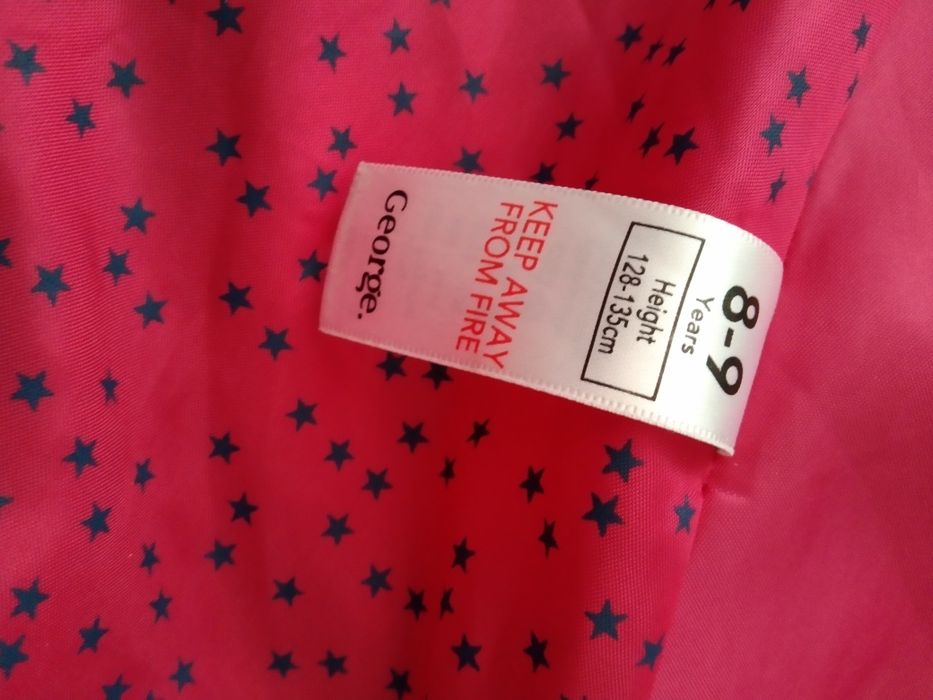 8-9
Years
Height
128-135cm
KEEP AWAY
FROM FIRE
George.